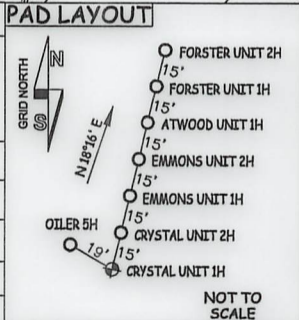 PAD LAYOUT
N
GRID NORTH
S
N 18°16' E
FORSTER UNIT 2H
15'
FORSTER UNIT 1H
15'
ATWOOD UNIT 1H
15'
EMMONS UNIT 2H
15'
EMMONS UNIT 1H
15'
OILER 5H
CRYSTAL UNIT 2H
19'
15'
CRYSTAL UNIT 1H
NOT TO
SCALE